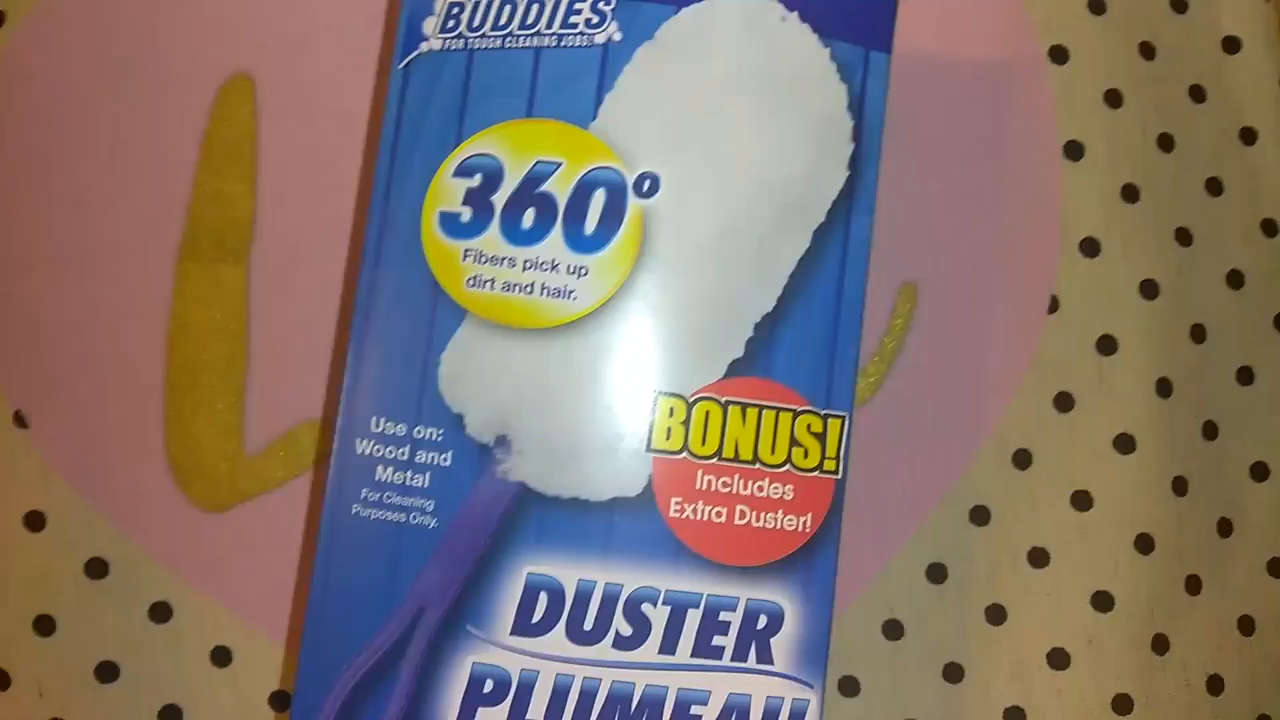 BUDDIES
FOR TOUGH CLEANING JOBS!
360°
Fibers pick up
dirt and hair.
Use on:
Wood and
Metal
For Cleaning
Purposes Only.
BONUS!
Includes
Extra Duster!
DUSTER
PLUMEAU